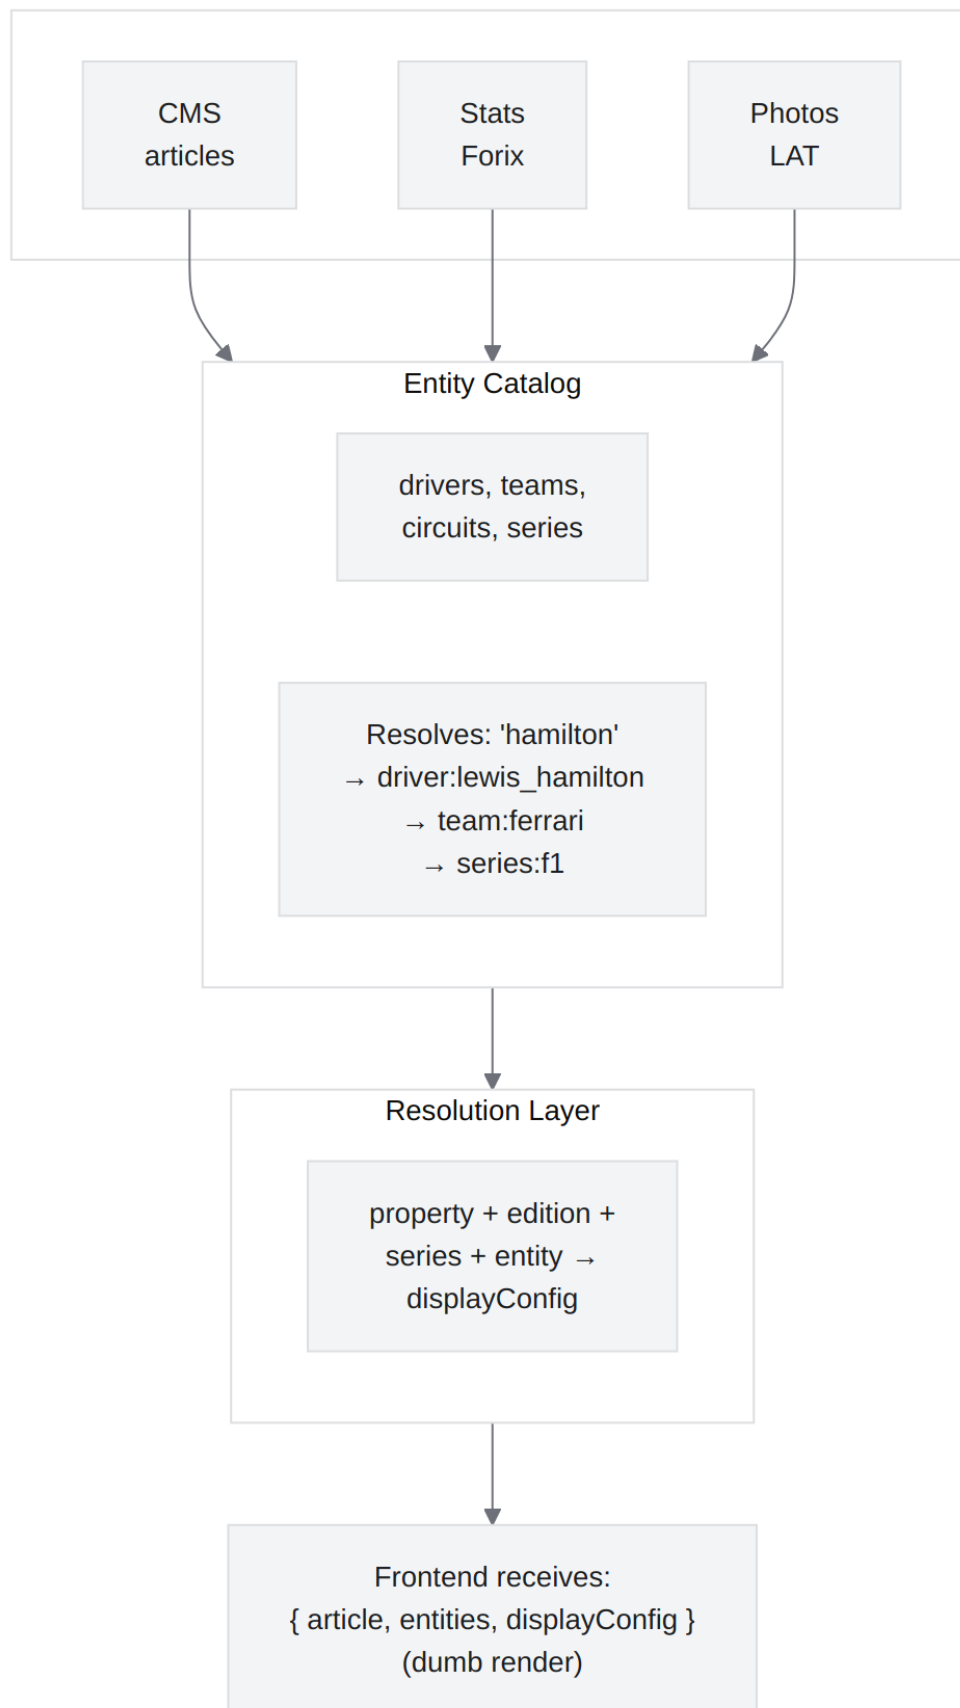 CMS
articles
Stats
Forix
Photos
LAT
Entity Catalog
drivers, teams,
circuits, series
Resolves: 'hamilton'
→ driver:lewis_hamilton
→ team:ferrari
→ series:f1
Resolution Layer
property + edition +
series + entity →
displayConfig
Frontend receives:
{ article, entities, displayConfig }
(dumb render)